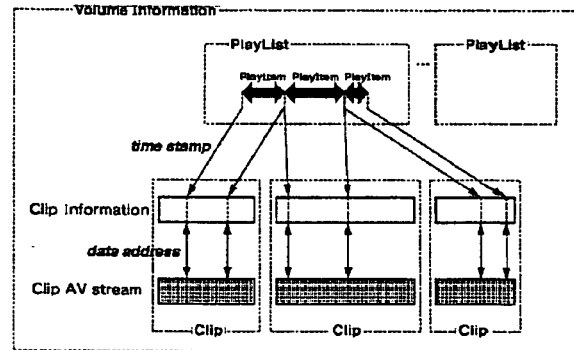 Volume Information
PlayList
PlayList
PlayItem PlayItem PlayItem
...
time stamp
Clip Information
data address
Clip AV stream
Clip
Clip
Clip